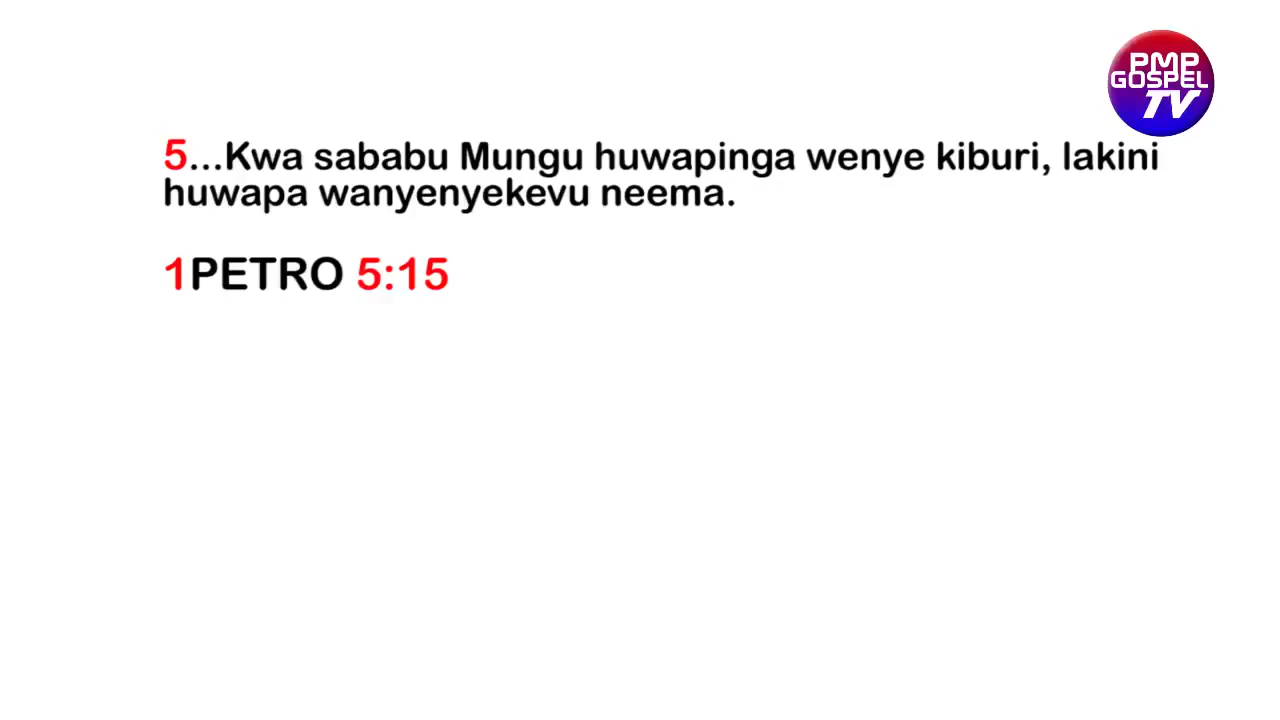 PMP
GOSPEL
TV
5...Kwa sababu Mungu huwapinga wenye kiburi, lakini
huwapa wanyenyekevu neema.
1PETRO 5:15